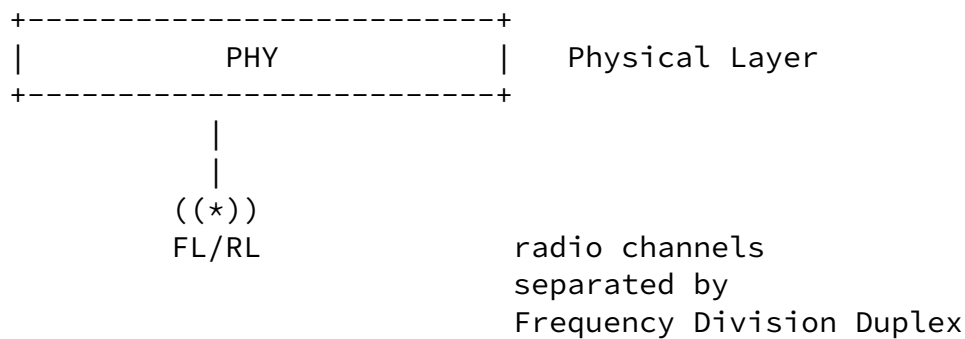 +--------------------------+
|            PHY            |   Physical Layer
+--------------------------+
|
|
((*))
FL/RL radio channels
separated by
Frequency Division Duplex